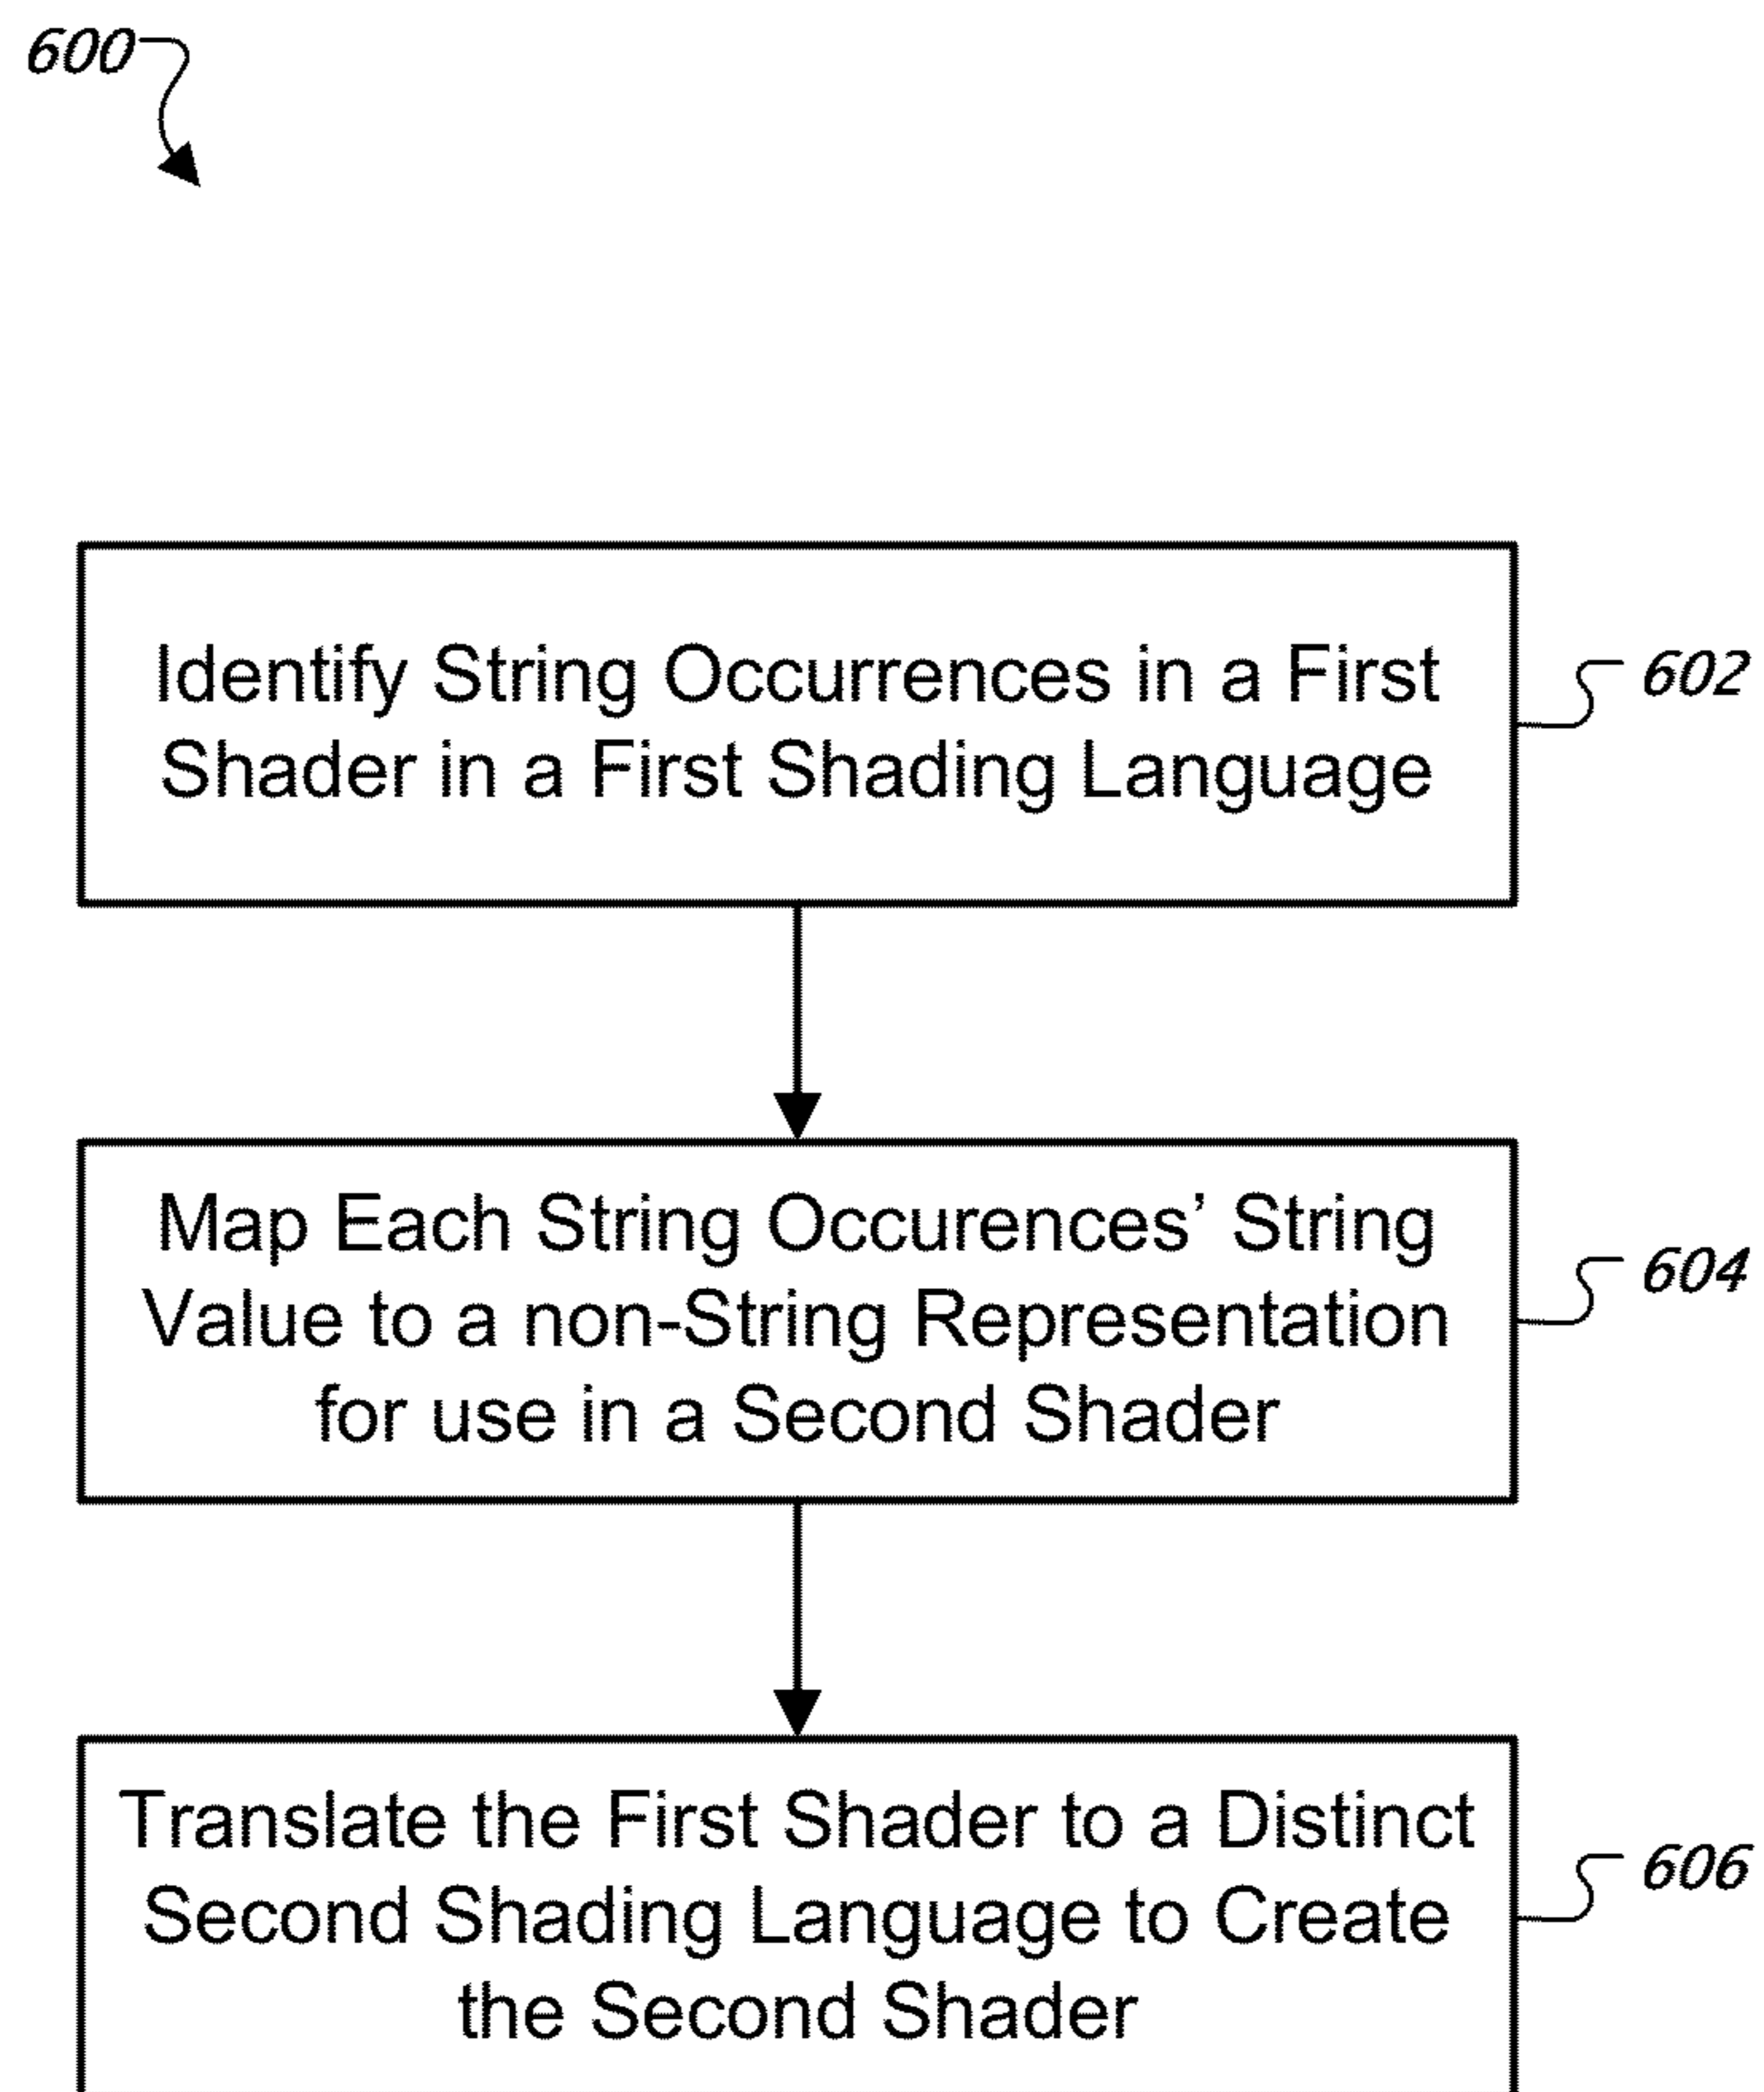 600
Identify String Occurrences in a First
Shader in a First Shading Language
602
Map Each String Occurences’ String
Value to a non-String Representation
for use in a Second Shader
604
Translate the First Shader to a Distinct
Second Shading Language to Create
the Second Shader
606